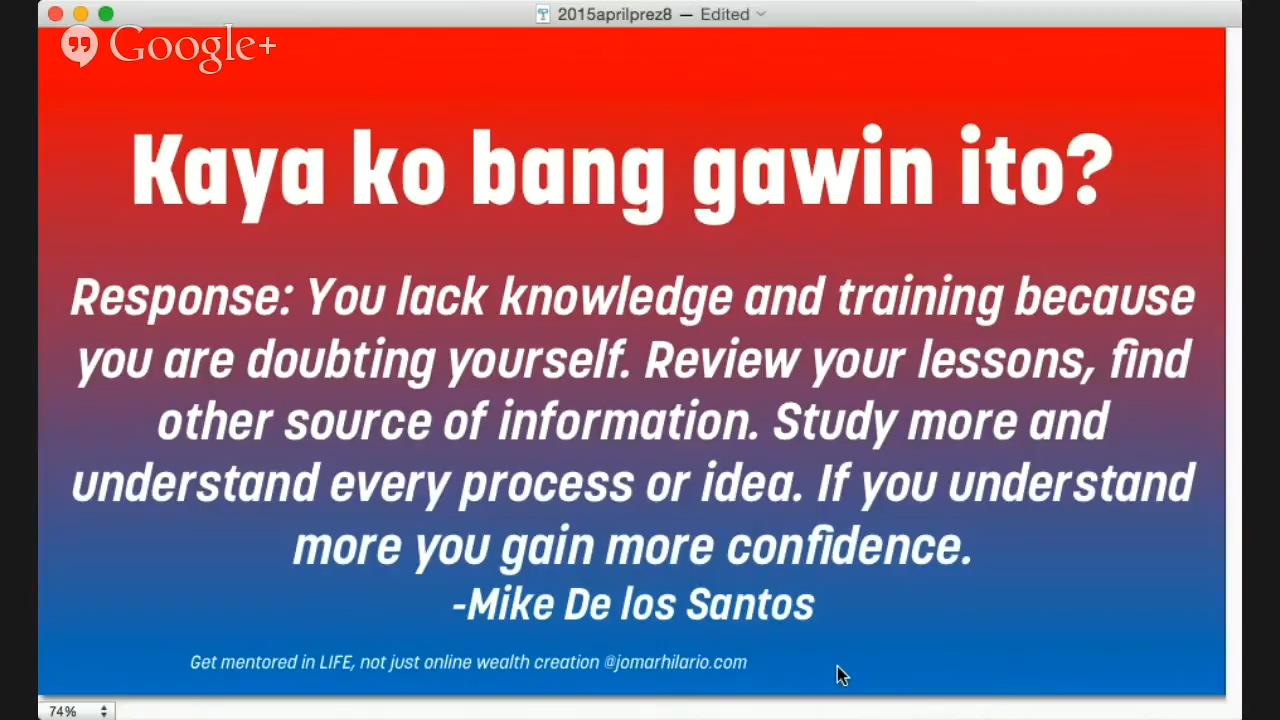 2015aprilprez8 — Edited
Google+
Kaya ko bang gawin ito?
Response: You lack knowledge and training because
you are doubting yourself. Review your lessons, find
other source of information. Study more and
understand every process or idea. If you understand
more you gain more confidence.
-Mike De los Santos
Get mentored in LIFE, not just online wealth creation @jomarhilario.com
74%